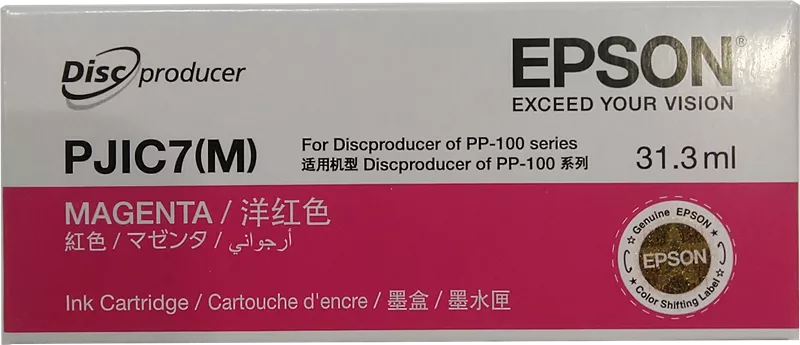 Disc producer
EPSON®
EXCEED YOUR VISION
PJIC7(M)
For Discproducer of PP-100 series
适用机型 Discproducer of PP-100 系列
31.3 ml
MAGENTA / 洋红色
紅色 / マゼンタ / أرجواني
Ink Cartridge / Cartouche d'encre / 墨盒 / 墨水匣
Genuine EPSON
EPSON
Color Shifting Label